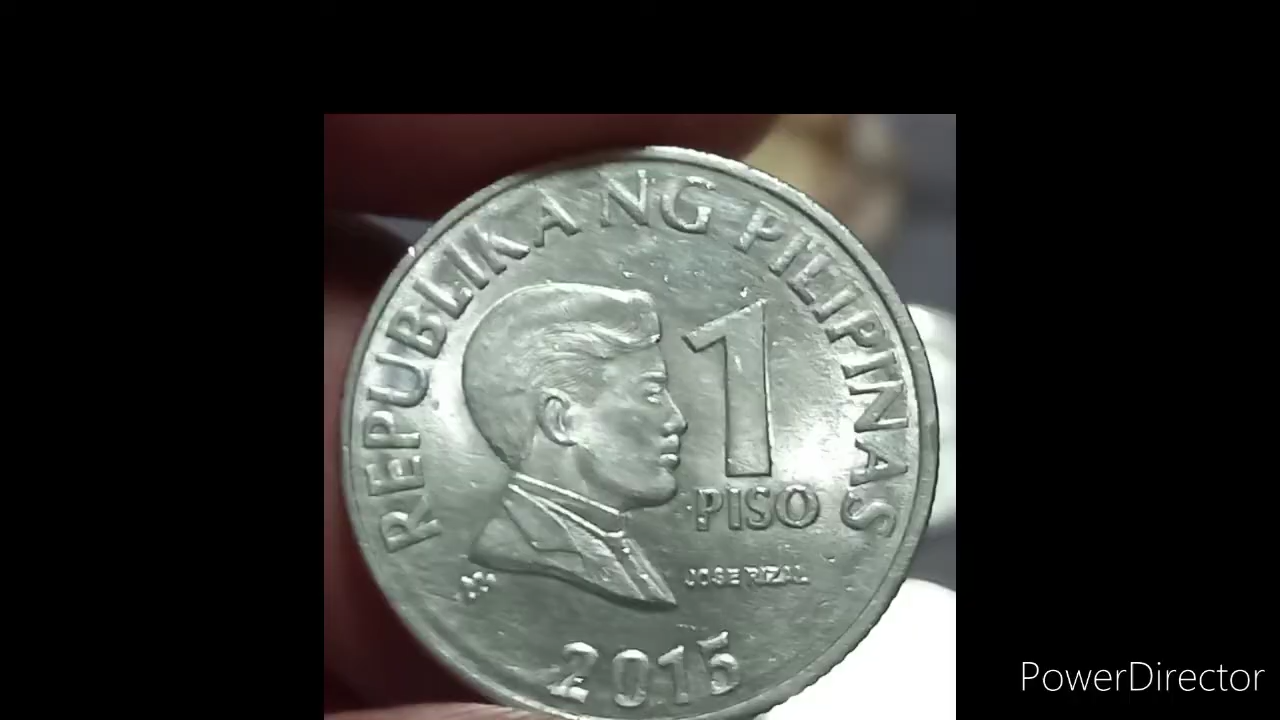 REPUBLIKA NG PILIPINAS
1
PISO
JOSE RIZAL
2015
PowerDirector